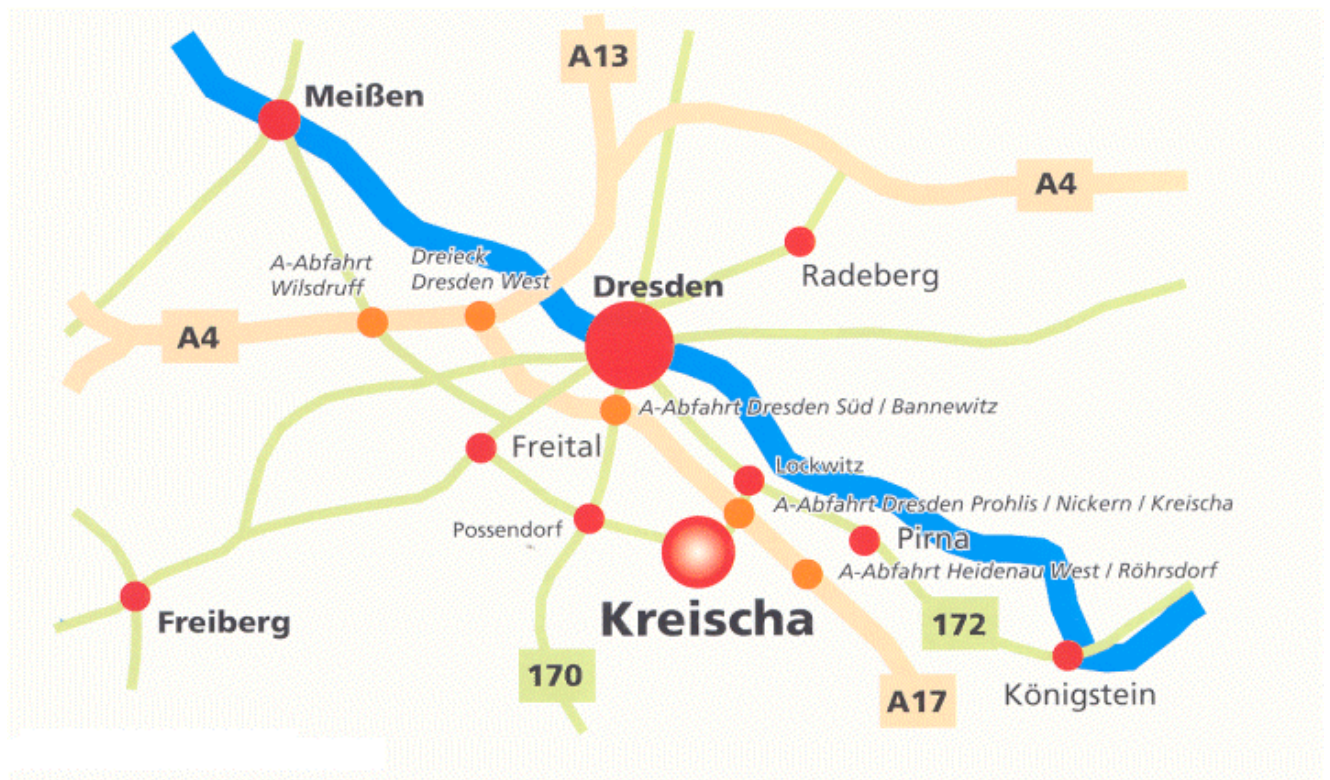 A13
Meißen
A4
A-Abfahrt
Wilsdruff
Dreieck
Dresden West
Dresden
Radeberg
A4
A-Abfahrt Dresden Süd / Bannewitz
Freital
Lockwitz
A-Abfahrt Dresden Prohlis / Nickern / Kreischa
Possendorf
Pirna
A-Abfahrt Heidenau West / Röhrsdorf
Freiberg
Kreischa
172
170
Königstein
A17